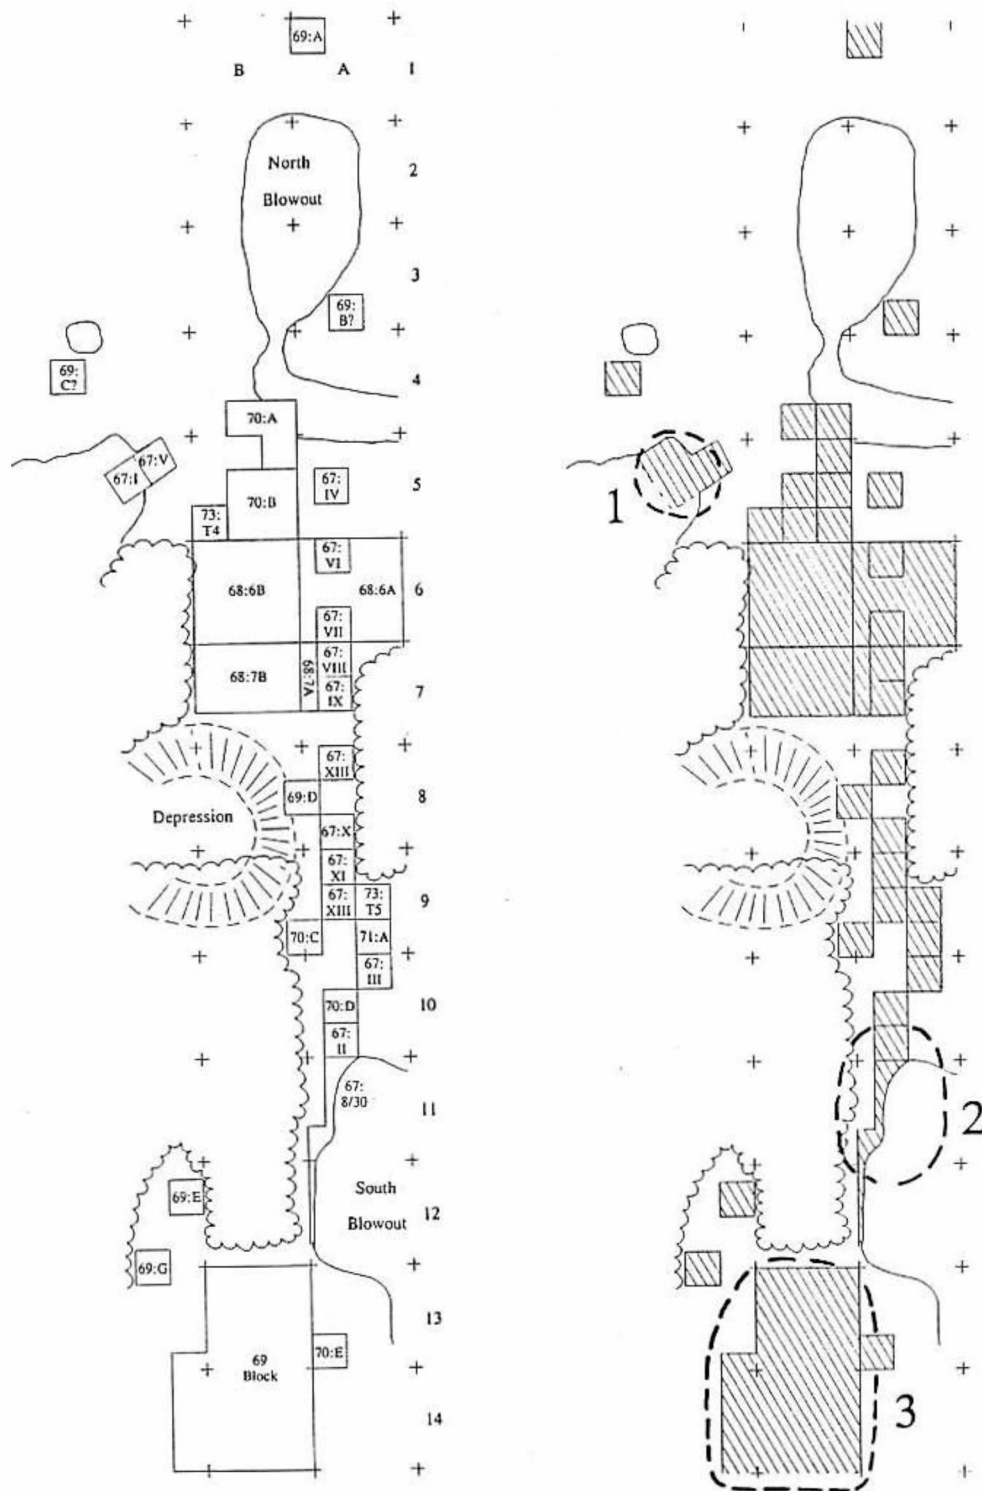 69:A
B A 1
North
Blowout
2
3
69:
B?
69:
C?
4
70:A
67:V
67:I
67:
IV
5
70:B
73:
T4
67:
VI
68:6B
68:6A
6
67:
VII
68:7B
68:7A
67:
VIII
67:
IX
7
67:
XIII
69:D
8
Depression
67:X
67:
XI
67:
XIII
73:
T5
9
70:C
71:A
67:
III
70:D
10
67:
II
67:
8/30
11
69:E
South
Blowout
12
69:G
13
69
Block
70:E
14
1
2
3